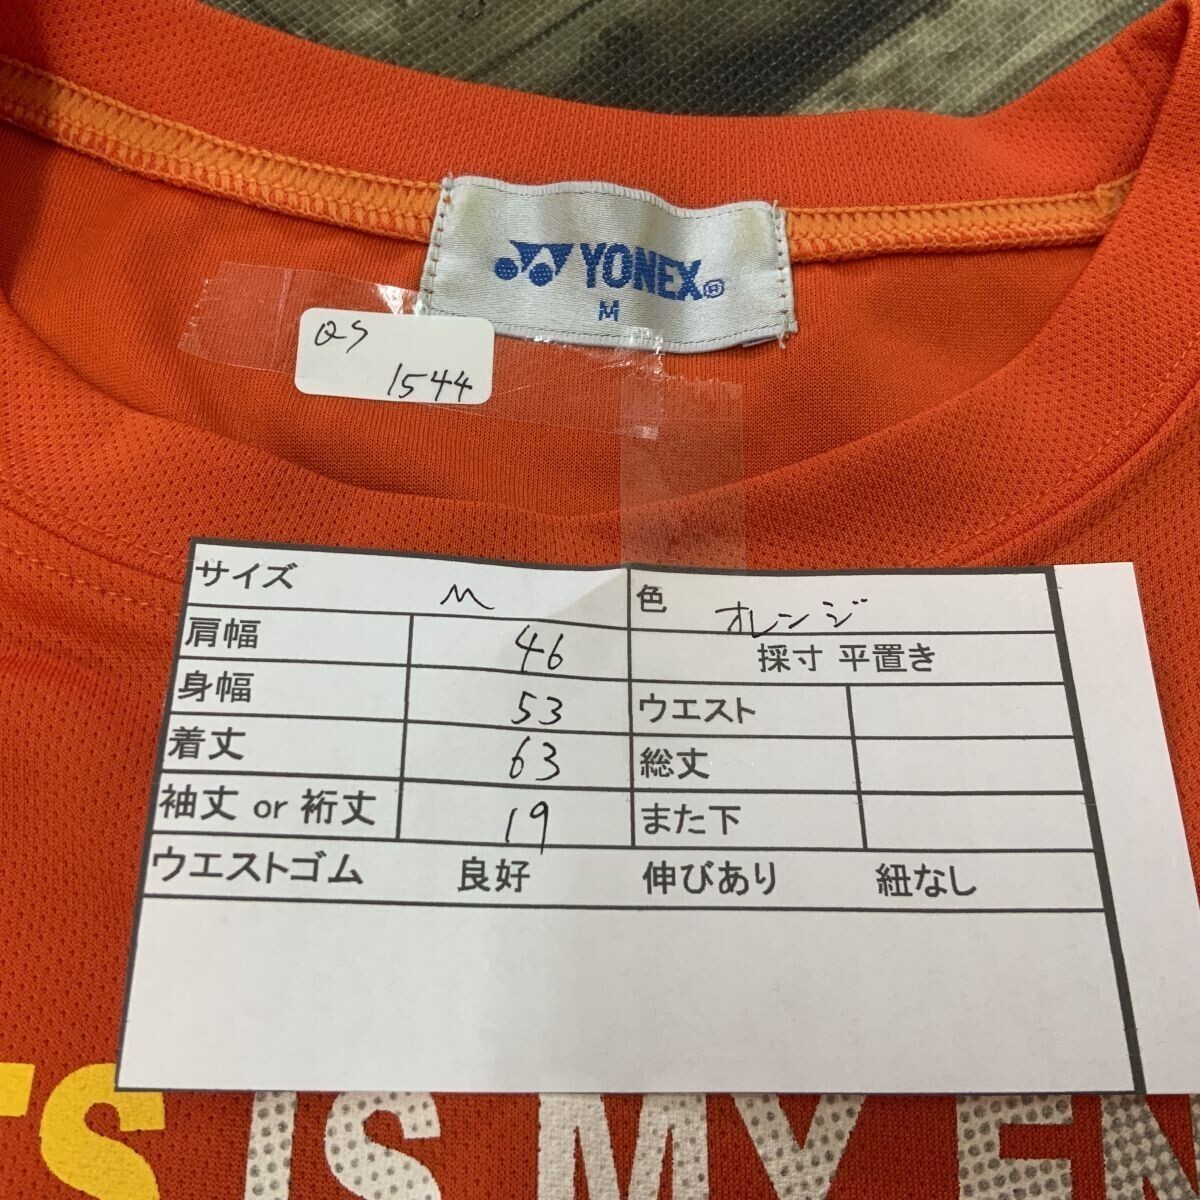 YONEX®
M
QS
1544
サイズ M 色 オレンジ
肩幅 46 採寸 平置き
身幅 53 ウエスト
着丈 63 総丈
袖丈 or 裄丈 19 また下
ウエストゴム 良好 伸びあり 紐なし
TS IS MY EN